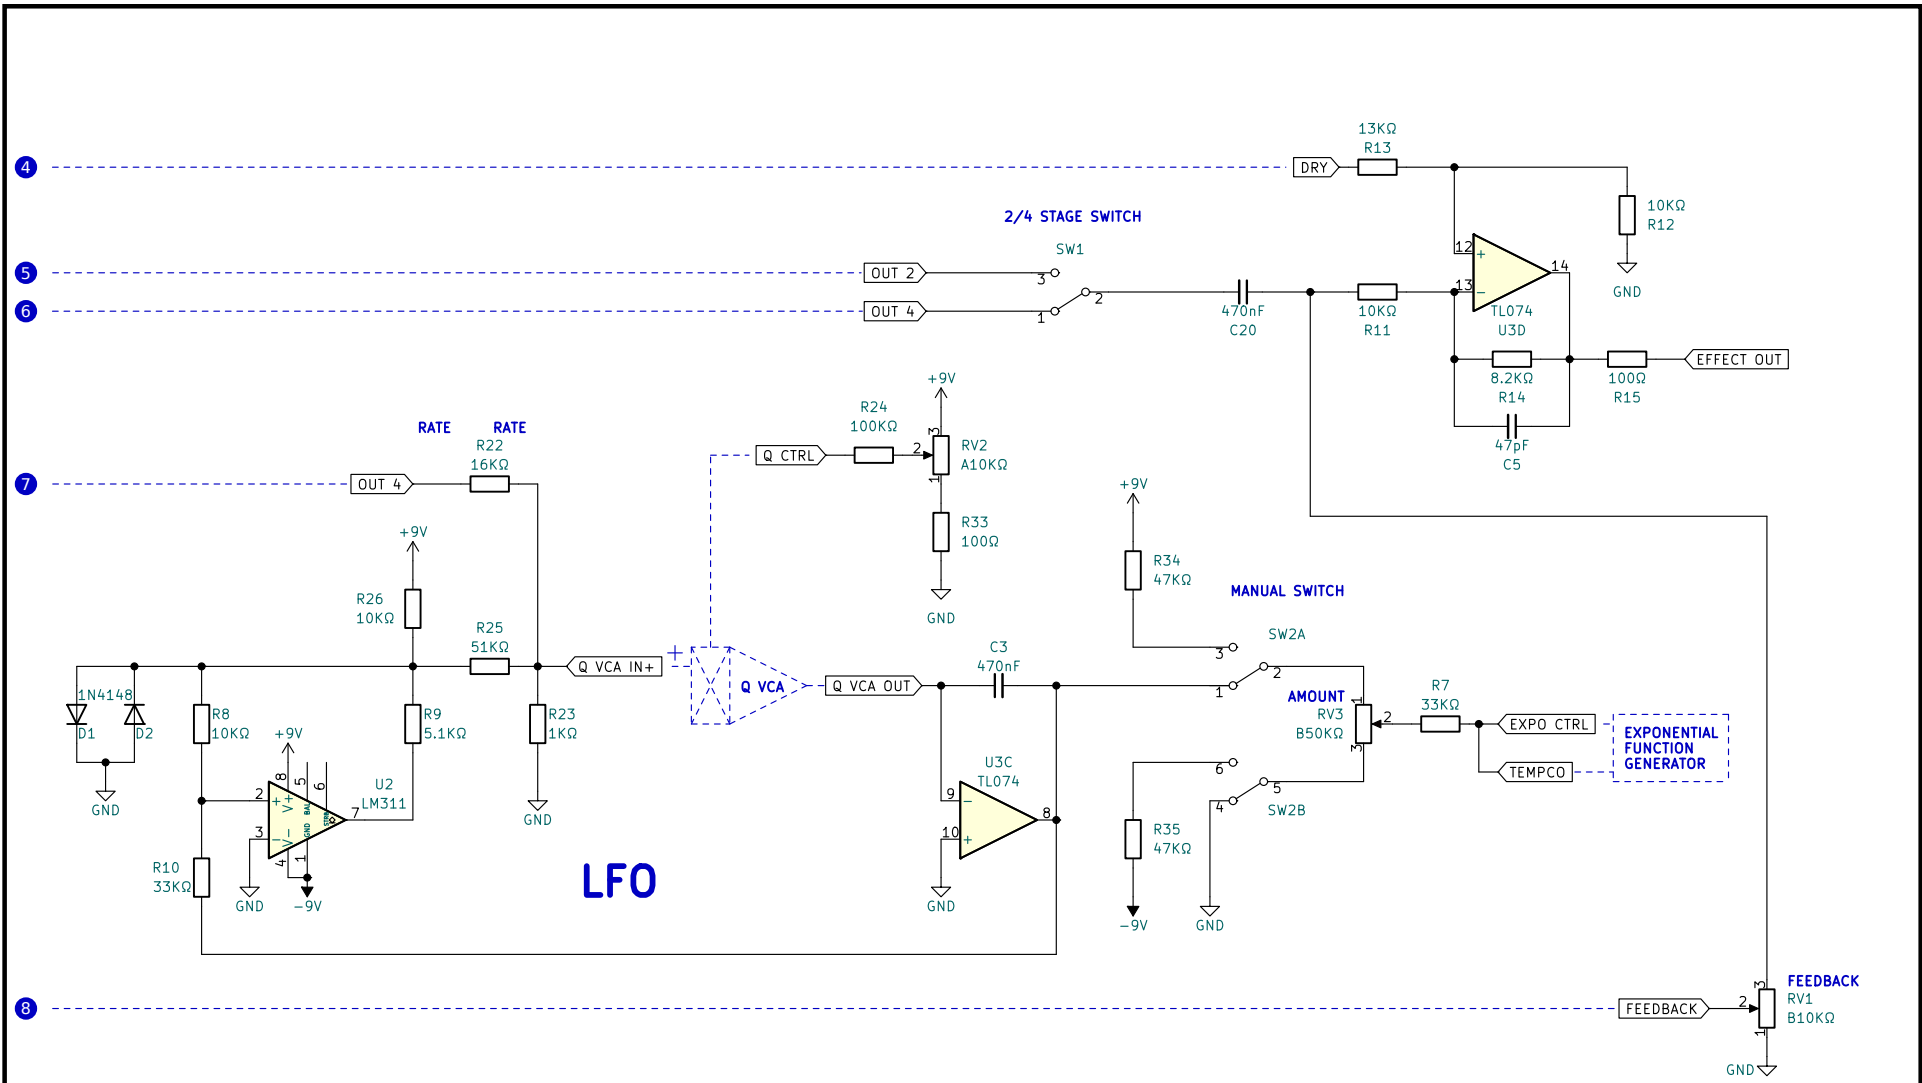 13KΩ
R13
4
DRY
10KΩ
R12
2/4 STAGE SWITCH
SW1
12
+
14
5
OUT 2
3
2
13
−
GND
6
OUT 4
1
470nF
C20
10KΩ
R11
TL074
U3D
8.2KΩ
R14
100Ω
R15
EFFECT OUT
+9V
R24
100KΩ
47pF
C5
RATE
RATE
R22
16KΩ
Q CTRL
2
3
1
RV2
A10KΩ
7
OUT 4
+9V
+9V
R33
100Ω
R34
47KΩ
R26
10KΩ
GND
MANUAL SWITCH
R25
51KΩ
SW2A
Q VCA IN+
+
C3
470nF
3
2
1
Q VCA
Q VCA OUT
1N4148
D1
D2
R8
10KΩ
R9
5.1KΩ
R23
1KΩ
AMOUNT
RV3
B50KΩ
1
2
3
R7
33KΩ
EXPO CTRL
TEMPCO
EXPONENTIAL
FUNCTION
GENERATOR
+9V
8
5
6
U2
LM311
2
+
V+
BAL
STRB
7
3
−
V-
GND
4
1
GND
GND
U3C
TL074
9
−
8
10
+
6
5
4
SW2B
R10
33KΩ
GND
-9V
LFO
GND
R35
47KΩ
-9V
GND
FEEDBACK
8
FEEDBACK
2
3
1
RV1
B10KΩ
GND